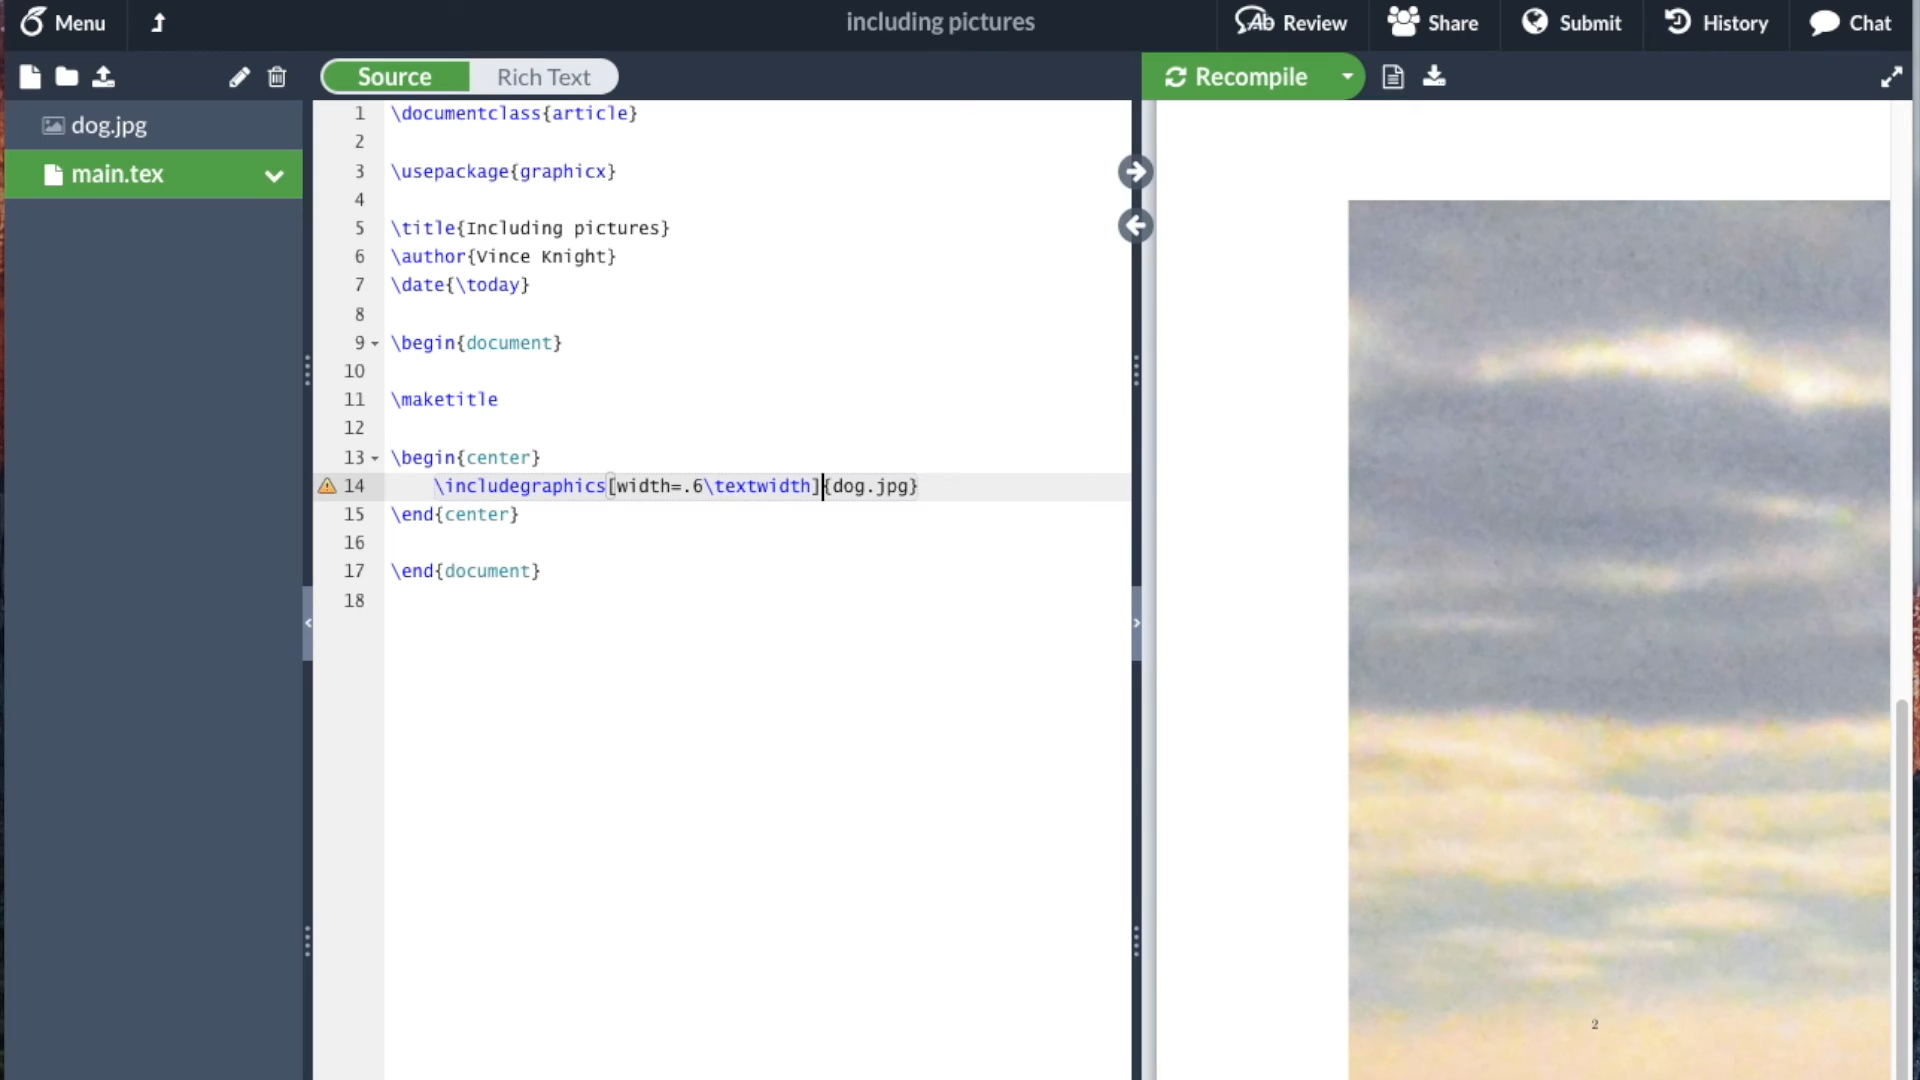 Menu
including pictures
Ab Review
Share
Submit
History
Chat
Source
Rich Text
Recompile
dog.jpg
main.tex
1 \documentclass{article}
2
3 \usepackage{graphicx}
4
5 \title{Including pictures}
6 \author{Vince Knight}
7 \date{\today}
8
9 \begin{document}
10
11 \maketitle
12
13 \begin{center}
14 \includegraphics[width=.6\textwidth]{dog.jpg}
15 \end{center}
16
17 \end{document}
18
2